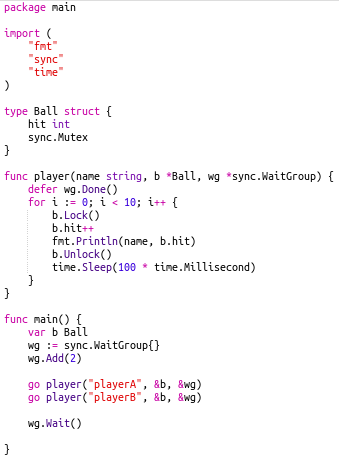 package main

import (
    "fmt"
    "sync"
    "time"
)

type Ball struct {
    hit int
    sync.Mutex
}

func player(name string, b *Ball, wg *sync.WaitGroup) {
    defer wg.Done()
    for i := 0; i < 10; i++ {
        b.Lock()
        b.hit++
        fmt.Println(name, b.hit)
        b.Unlock()
        time.Sleep(100 * time.Millisecond)
    }
}

func main() {
    var b Ball
    wg := sync.WaitGroup{}
    wg.Add(2)

    go player("playerA", &b, &wg)
    go player("playerB", &b, &wg)

    wg.Wait()

}